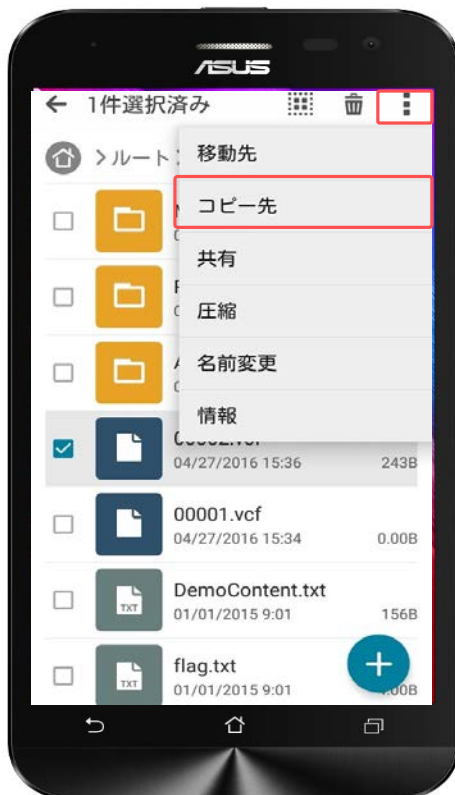 ASUS
1件選択済み
>ルート
移動先
コピー先
共有
圧縮
名前変更
情報
04/27/2016 15:36 243B
00001.vcf
04/27/2016 15:34 0.00B
DemoContent.txt
TXT
01/01/2015 9:01 156B
flag.txt
TXT
01/01/2015 9:01